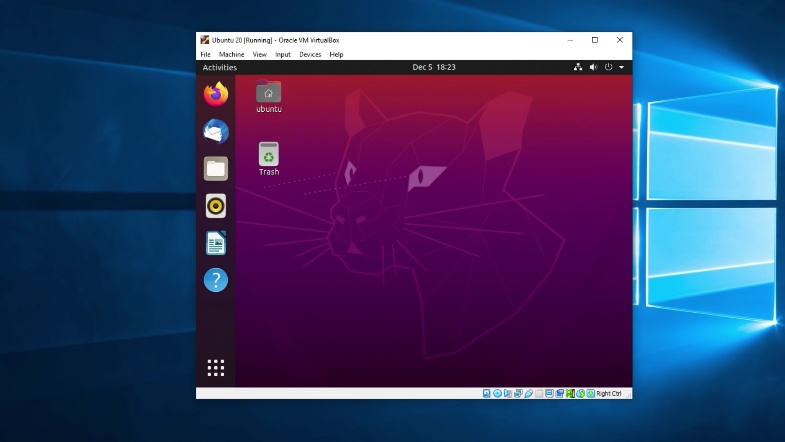 Ubuntu 20 [Running] - Oracle VM VirtualBox
File Machine View Input Devices Help
Activities Dec 5 18:23
ubuntu
Trash
?
Right Ctrl